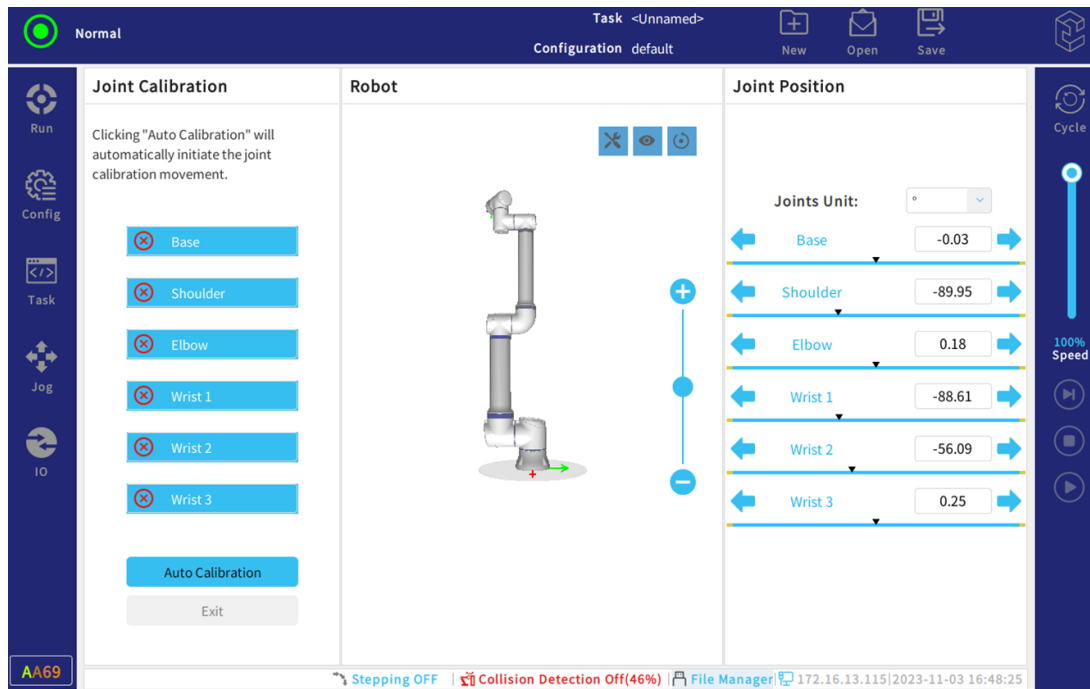 Normal
Task <Unnamed>
Configuration default
New
Open
Save
Run
Config
Task
Jog
IO
AA69
Joint Calibration
Clicking "Auto Calibration" will
automatically initiate the joint
calibration movement.
Base
Shoulder
Elbow
Wrist 1
Wrist 2
Wrist 3
Auto Calibration
Exit
Robot
Joint Position
Joints Unit: °
Base -0.03
Shoulder -89.95
Elbow 0.18
Wrist 1 -88.61
Wrist 2 -56.09
Wrist 3 0.25
Cycle
100%
Speed
Stepping OFF | Collision Detection Off(46%) | File Manager| 172.16.13.115|2023-11-03 16:48:25